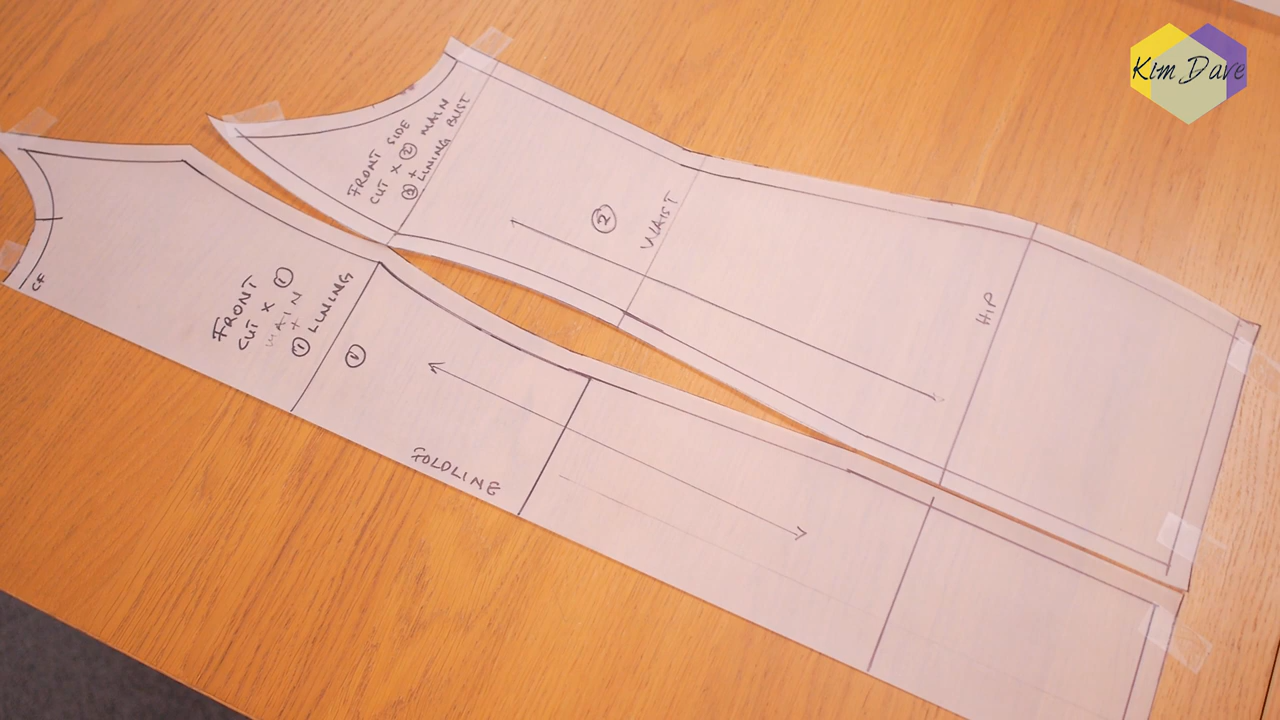 Kim Dave
FRONT SIDE
CUT X ② MAIN
+
② LINING BUST
②
WAIST
HIP
CF
FRONT
CUT X ①
MAIN
+
① LINING
①
FOLDLINE